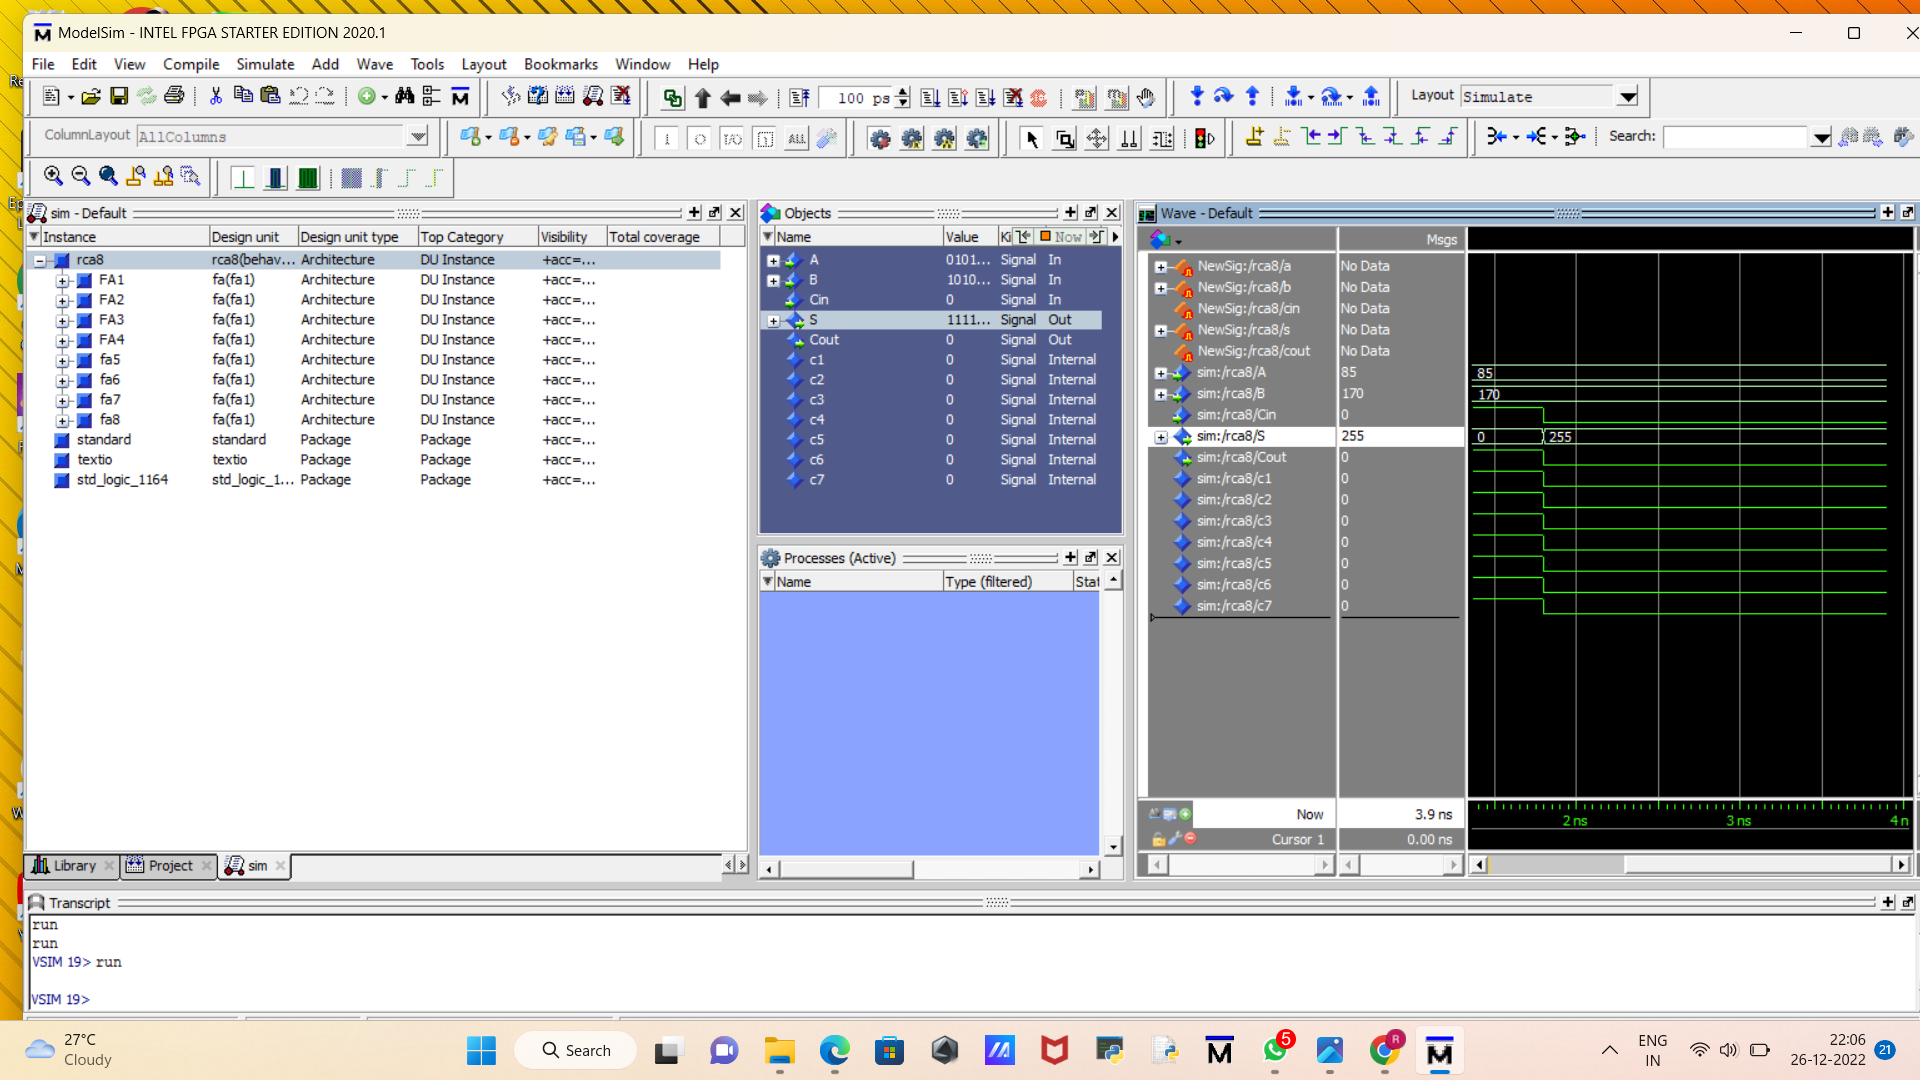 ModelSim - INTEL FPGA STARTER EDITION 2020.1
File Edit View Compile Simulate Add Wave Tools Layout Bookmarks Window Help
100 ps
Layout Simulate
ColumnLayout AllColumns
Search:
sim - Default
Instance Design unit Design unit type Top Category Visibility Total coverage
rca8 rca8(behav... Architecture DU Instance +acc=...
FA1 fa(fa1) Architecture DU Instance +acc=...
FA2 fa(fa1) Architecture DU Instance +acc=...
FA3 fa(fa1) Architecture DU Instance +acc=...
FA4 fa(fa1) Architecture DU Instance +acc=...
fa5 fa(fa1) Architecture DU Instance +acc=...
fa6 fa(fa1) Architecture DU Instance +acc=...
fa7 fa(fa1) Architecture DU Instance +acc=...
fa8 fa(fa1) Architecture DU Instance +acc=...
standard standard Package Package +acc=...
textio textio Package Package +acc=...
std_logic_1164 std_logic_1... Package Package +acc=...
Library Project sim
Objects
Name Value Ki Now
A 0101... Signal In
B 1010... Signal In
Cin 0 Signal In
S 1111... Signal Out
Cout 0 Signal Out
c1 0 Signal Internal
c2 0 Signal Internal
c3 0 Signal Internal
c4 0 Signal Internal
c5 0 Signal Internal
c6 0 Signal Internal
c7 0 Signal Internal
Processes (Active)
Name Type (filtered) Stat
Wave - Default
Msgs
NewSig:/rca8/a No Data
NewSig:/rca8/b No Data
NewSig:/rca8/cin No Data
NewSig:/rca8/s No Data
NewSig:/rca8/cout No Data
sim:/rca8/A 85 85
sim:/rca8/B 170 170
sim:/rca8/Cin 0
sim:/rca8/S 255 0 255
sim:/rca8/Cout 0
sim:/rca8/c1 0
sim:/rca8/c2 0
sim:/rca8/c3 0
sim:/rca8/c4 0
sim:/rca8/c5 0
sim:/rca8/c6 0
sim:/rca8/c7 0
Now 3.9 ns 2 ns 3 ns 4 n
Cursor 1 0.00 ns
Transcript
run
run
VSIM 19> run
VSIM 19>
27°C
Cloudy
Search
5
R
ENG
IN
22:06
26-12-2022
21